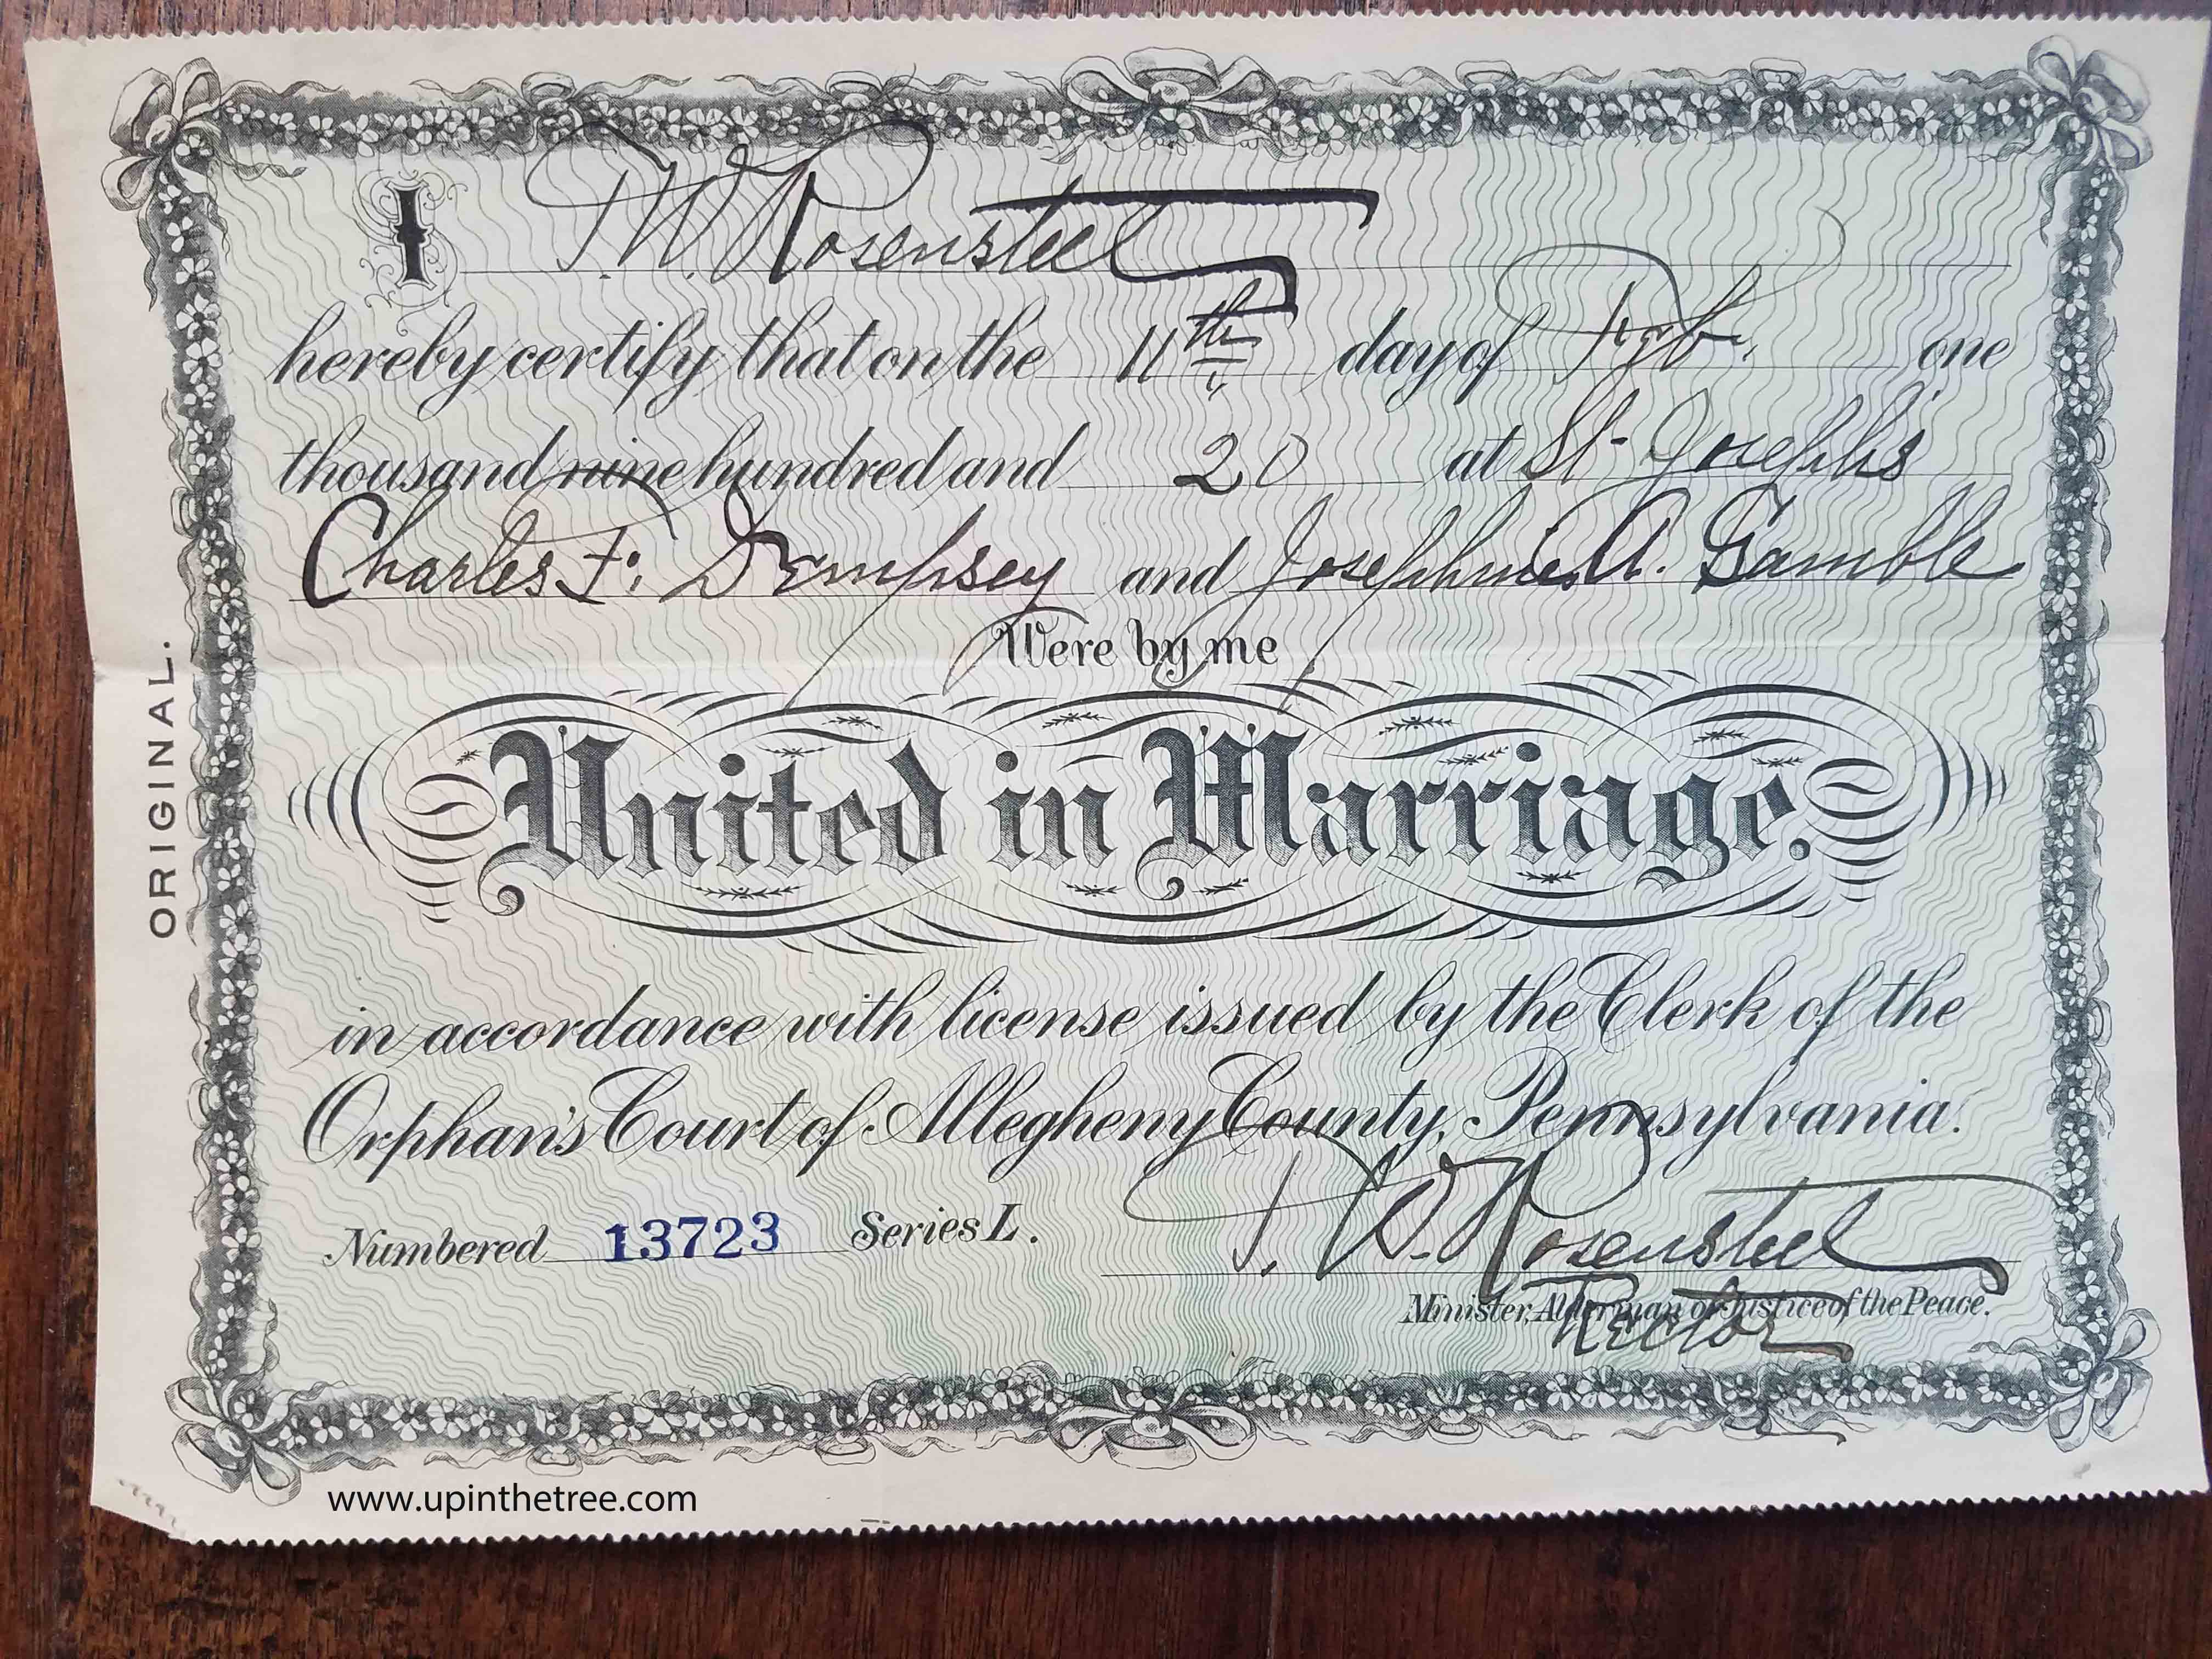 I T. W. Rosensteel
hereby certify that on the 11th day of Feb. one
thousand nine hundred and 20 at St. Joseph's
Charles F. Dempsey and Josephine A. Gamble
Were by me
United in Marriage.
in accordance with license issued by the Clerk of the
Orphan's Court of Allegheny County, Pennsylvania.
Numbered 13723 Series L. T. W. Rosensteel
Minister, Alderman or Justice of the Peace.
Rector
ORIGINAL.
www.upinthetree.com